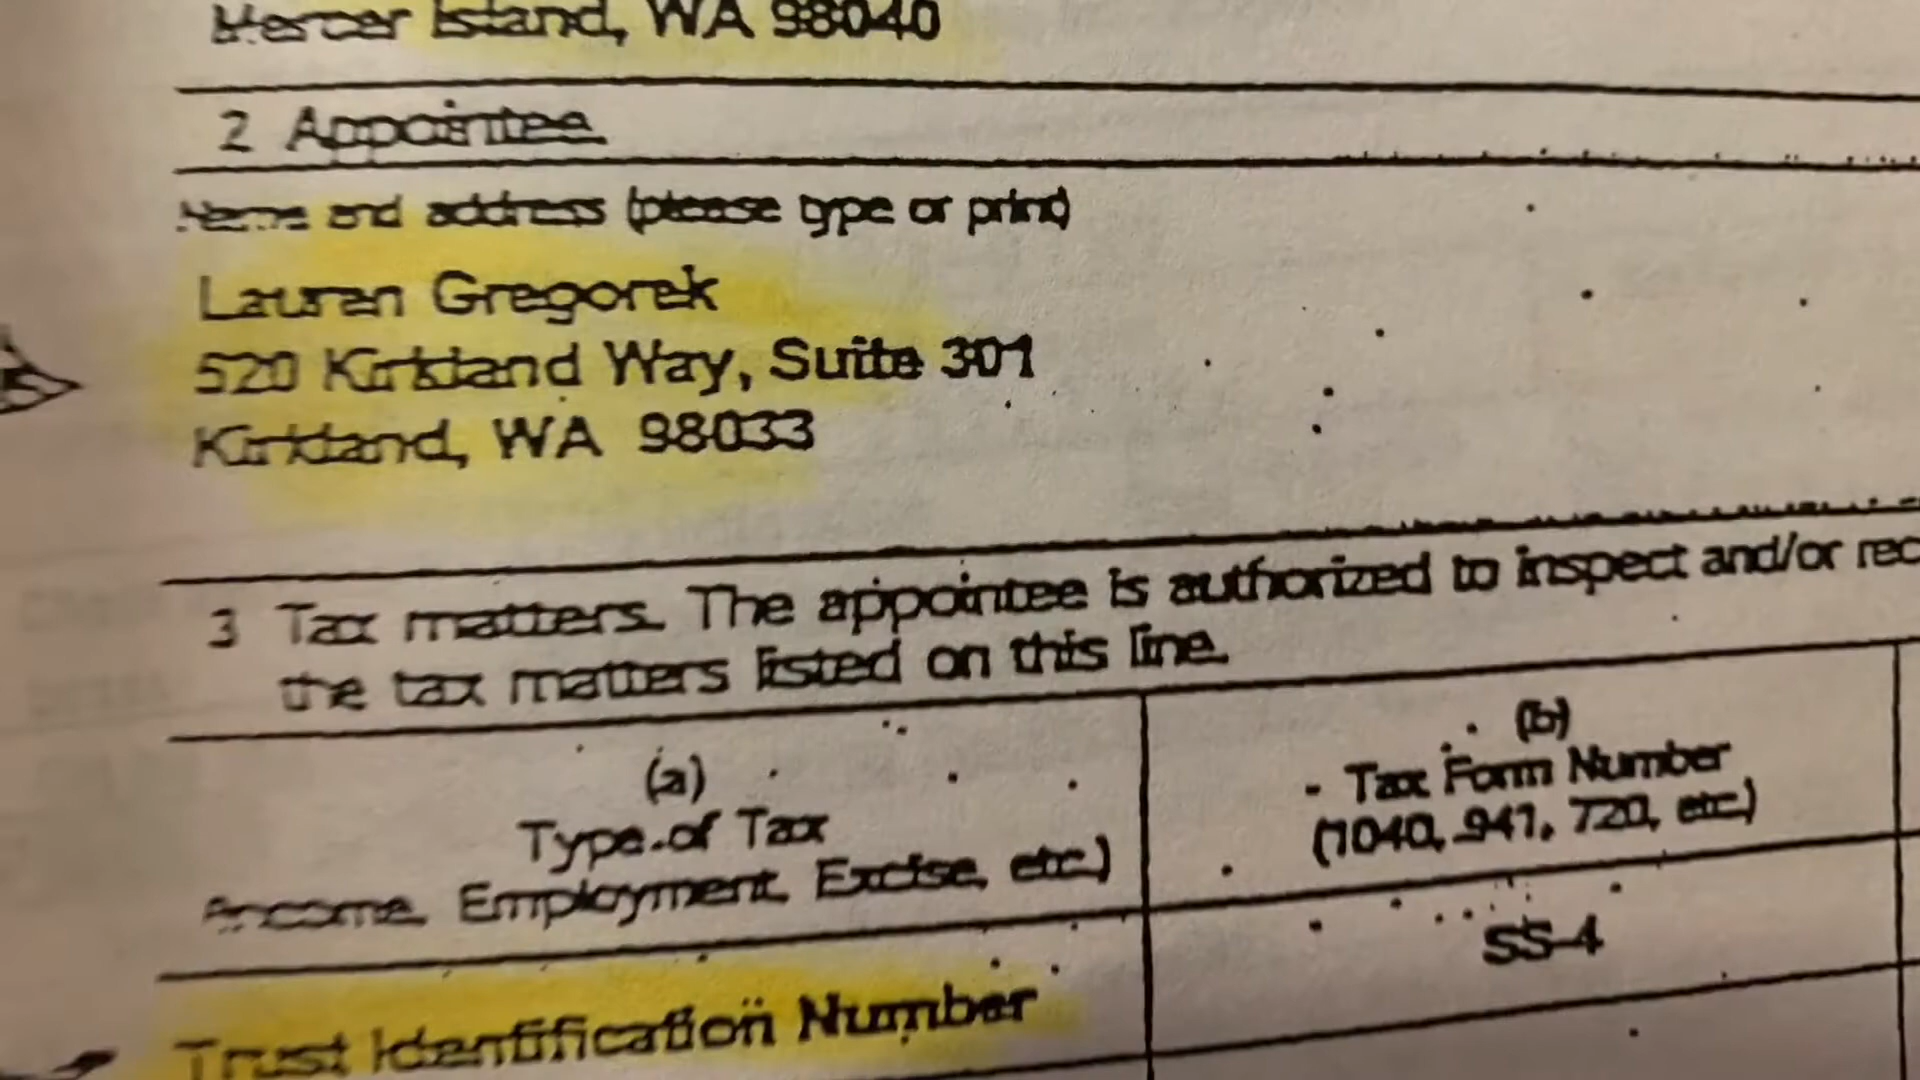 Mercer Island, WA 98040
2 Appointee.
Name and address (please type or print)
Lauren Gregorek
520 Kirkland Way, Suite 301
Kirkland, WA 98033
3 Tax matters. The appointee is authorized to inspect and/or rec
the tax matters listed on this line.
(a)
Type of Tax
Income, Employment, Excise, etc.)
(b)
Tax Form Number
(1040, 941, 720, etc.)
Trust Identification Number
SS-4